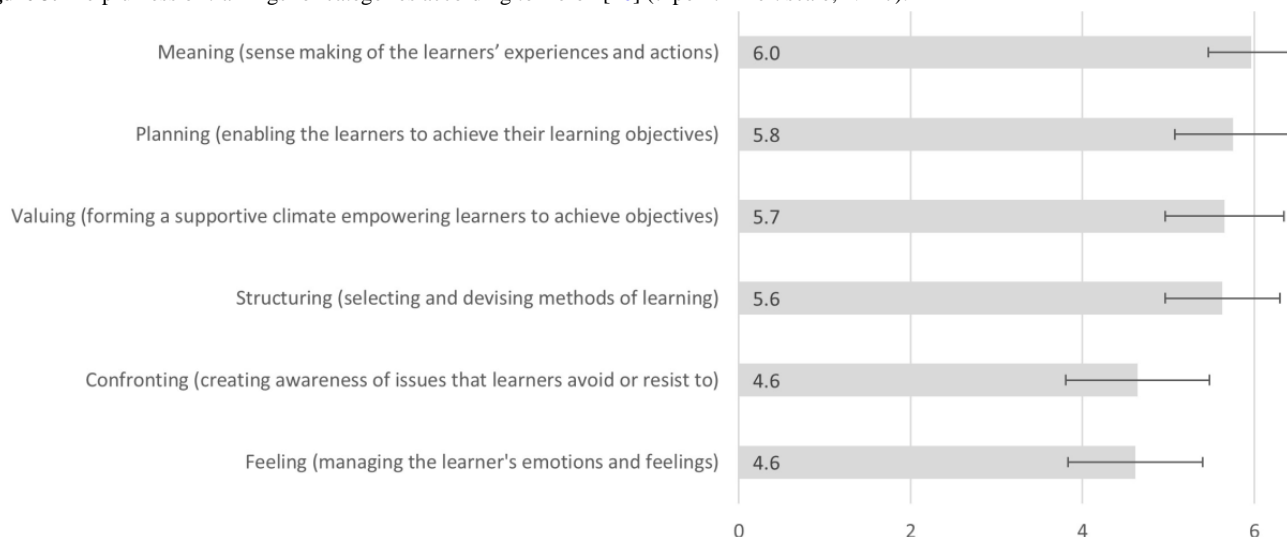 Meaning (sense making of the learners’ experiences and actions)
6.0
Planning (enabling the learners to achieve their learning objectives)
5.8
Valuing (forming a supportive climate empowering learners to achieve objectives)
5.7
Structuring (selecting and devising methods of learning)
5.6
Confronting (creating awareness of issues that learners avoid or resist to)
4.6
Feeling (managing the learner's emotions and feelings)
4.6
0 2 4 6